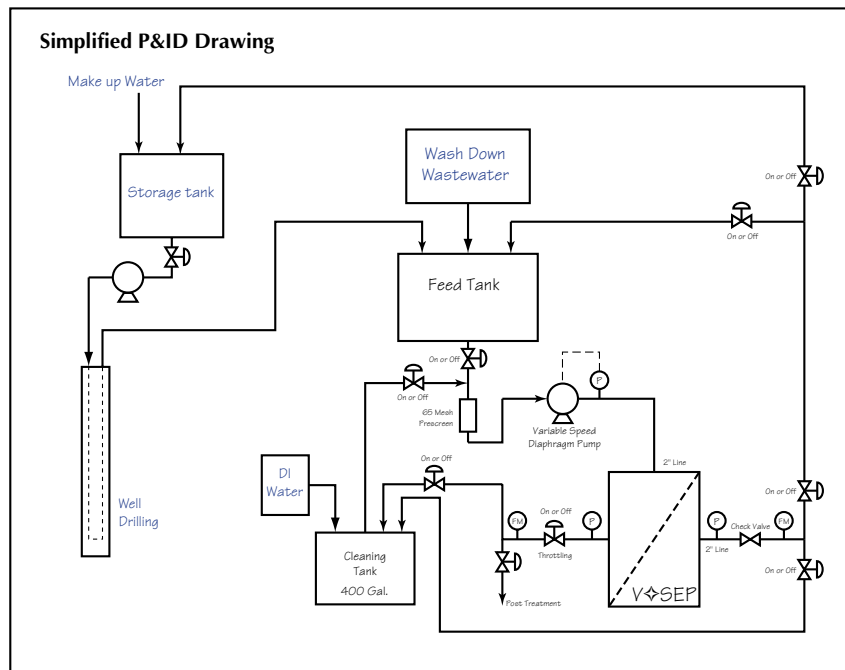 Simplified P&ID Drawing
Make up Water
Storage tank
Wash Down
Wastewater
On or Off
On or Off
Feed Tank
On or Off
On or Off
65 Mesh
Prescreen
P
Variable Speed
Diaphragm Pump
2" Line
On or Off
DI
Water
Well
Drilling
On or Off
On or Off
FM
Throttling
P
P
2" Line
Check Valve
FM
Cleaning
Tank
400 Gal.
On or Off
Post Treatment
V SEP